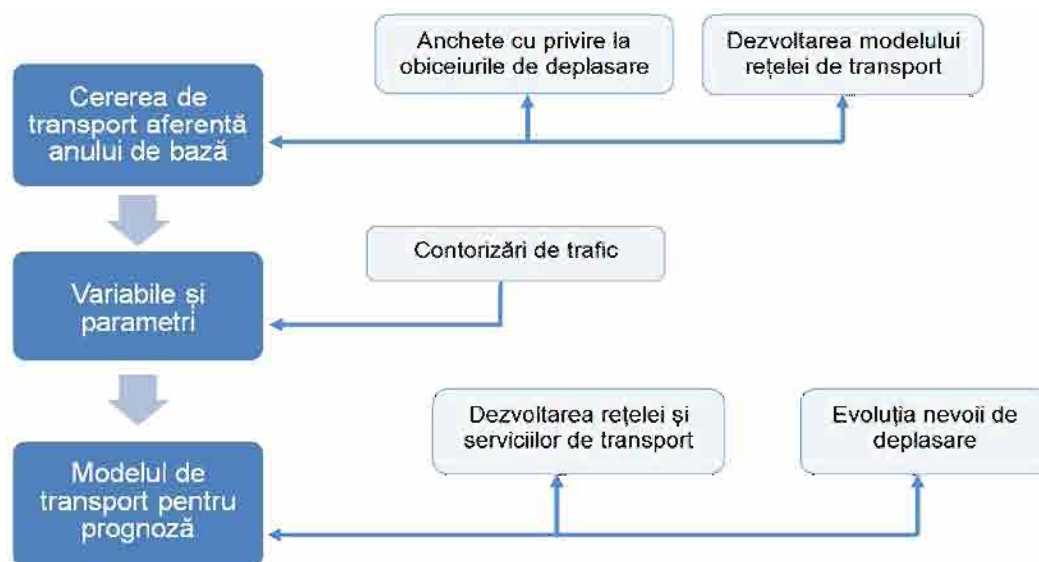 Anchete cu privire la
obiceiurile de deplasare
Dezvoltarea modelului
rețelei de transport
Cererea de
transport aferentă
anului de bază
Contorizări de trafic
Variabile și
parametri
Dezvoltarea rețelei și
serviciilor de transport
Evoluția nevoii de
deplasare
Modelul de
transport pentru
prognoză